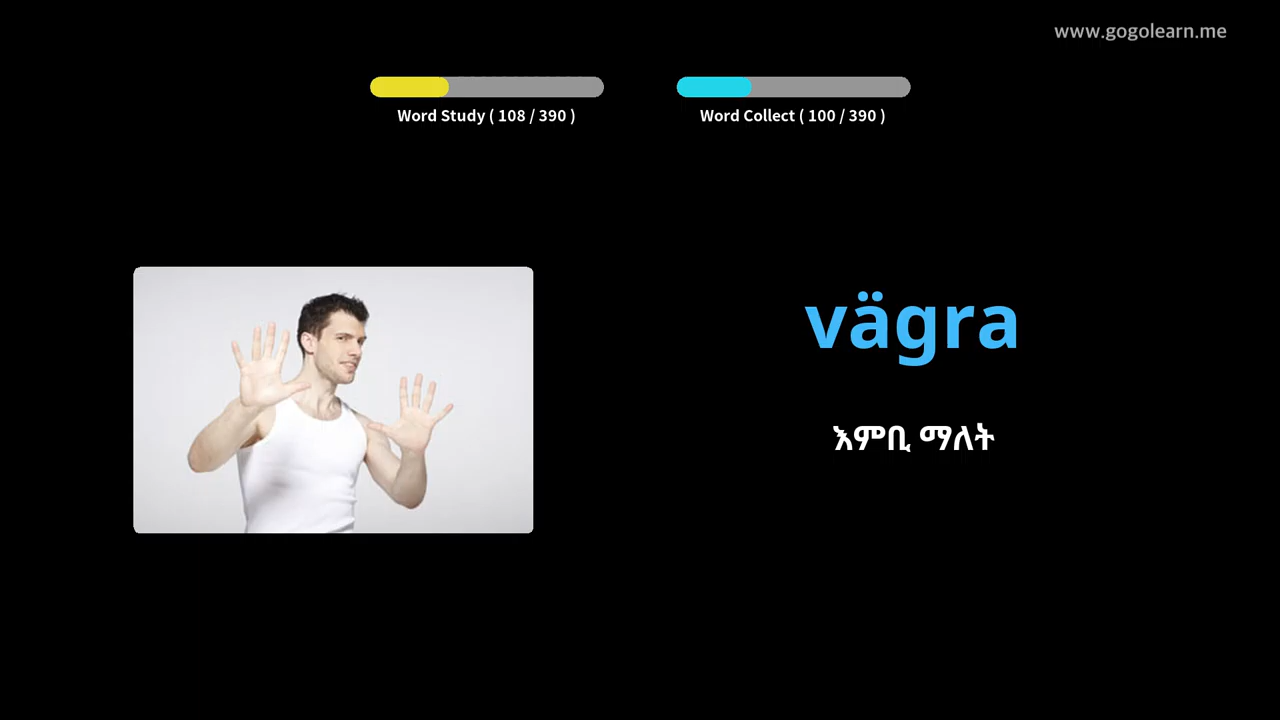 www.gogolearn.me
Word Study ( 108 / 390 )
Word Collect ( 100 / 390 )
vägra
እምቢ ማለት